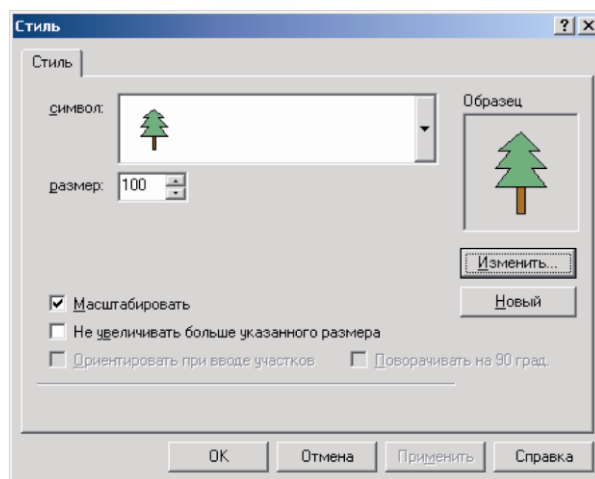 Стиль
Стиль
символ:
Образец
размер: 100
Изменить...
Новый
Масштабировать
Не увеличивать больше указанного размера
Ориентировать при вводе участков Поворачивать на 90 град.
ОК Отмена Применить Справка